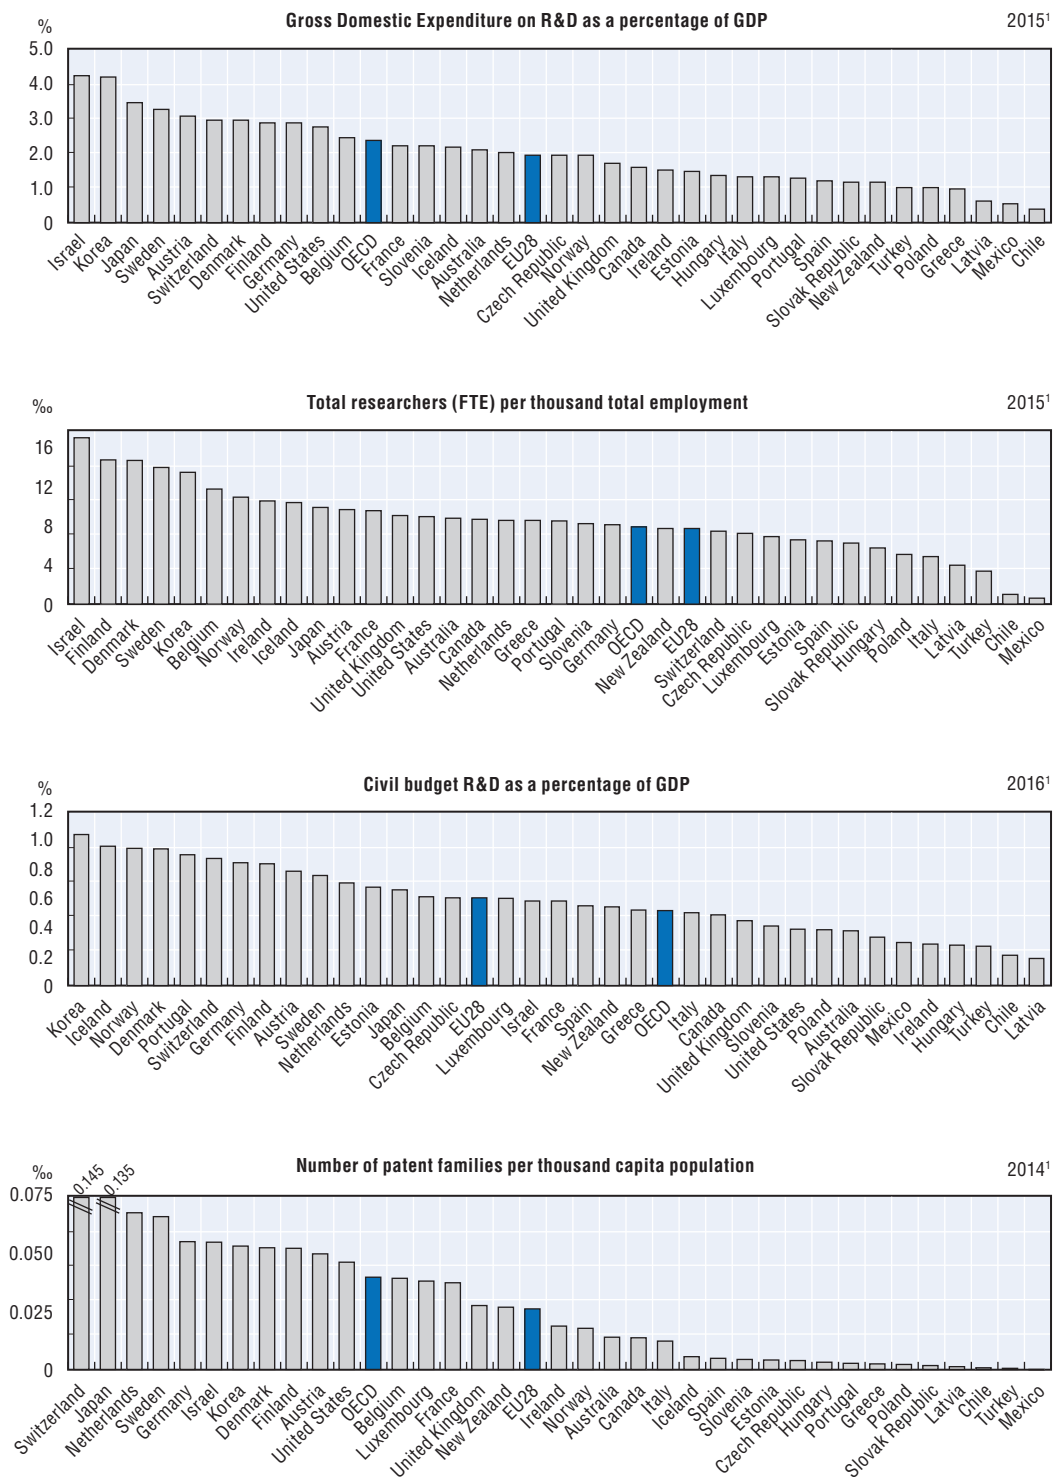 Gross Domestic Expenditure on R&D as a percentage of GDP
2015¹
%
5.0
4.0
3.0
2.0
1.0
0
Israel
Korea
Japan
Sweden
Austria
Switzerland
Denmark
Finland
Germany
United States
Belgium
OECD
France
Slovenia
Iceland
Australia
Netherlands
EU28
Czech Republic
Norway
United Kingdom
Canada
Ireland
Estonia
Hungary
Italy
Luxembourg
Portugal
Spain
Slovak Republic
New Zealand
Turkey
Poland
Greece
Latvia
Mexico
Chile
Total researchers (FTE) per thousand total employment
2015¹
‰
16
12
8
4
0
Israel
Finland
Denmark
Sweden
Korea
Belgium
Norway
Ireland
Iceland
Japan
Austria
France
United Kingdom
United States
Australia
Canada
Netherlands
Greece
Portugal
Slovenia
Germany
OECD
New Zealand
EU28
Switzerland
Czech Republic
Luxembourg
Estonia
Spain
Slovak Republic
Hungary
Poland
Italy
Latvia
Turkey
Chile
Mexico
Civil budget R&D as a percentage of GDP
2016¹
%
1.2
1.0
0.8
0.6
0.4
0.2
0
Korea
Iceland
Norway
Denmark
Portugal
Switzerland
Germany
Finland
Austria
Sweden
Netherlands
Estonia
Japan
Belgium
Czech Republic
EU28
Luxembourg
Israel
France
Spain
New Zealand
Greece
OECD
Italy
Canada
United Kingdom
Slovenia
United States
Poland
Australia
Slovak Republic
Mexico
Ireland
Hungary
Turkey
Chile
Latvia
Number of patent families per thousand capita population
2014¹
‰
0.145
0.135
0.075
0.050
0.025
0
Switzerland
Japan
Netherlands
Sweden
Germany
Israel
Korea
Denmark
Finland
Austria
United States
OECD
Belgium
Luxembourg
France
United Kingdom
New Zealand
EU28
Ireland
Norway
Australia
Canada
Italy
Iceland
Spain
Slovenia
Estonia
Czech Republic
Hungary
Portugal
Greece
Poland
Slovak Republic
Latvia
Chile
Turkey
Mexico